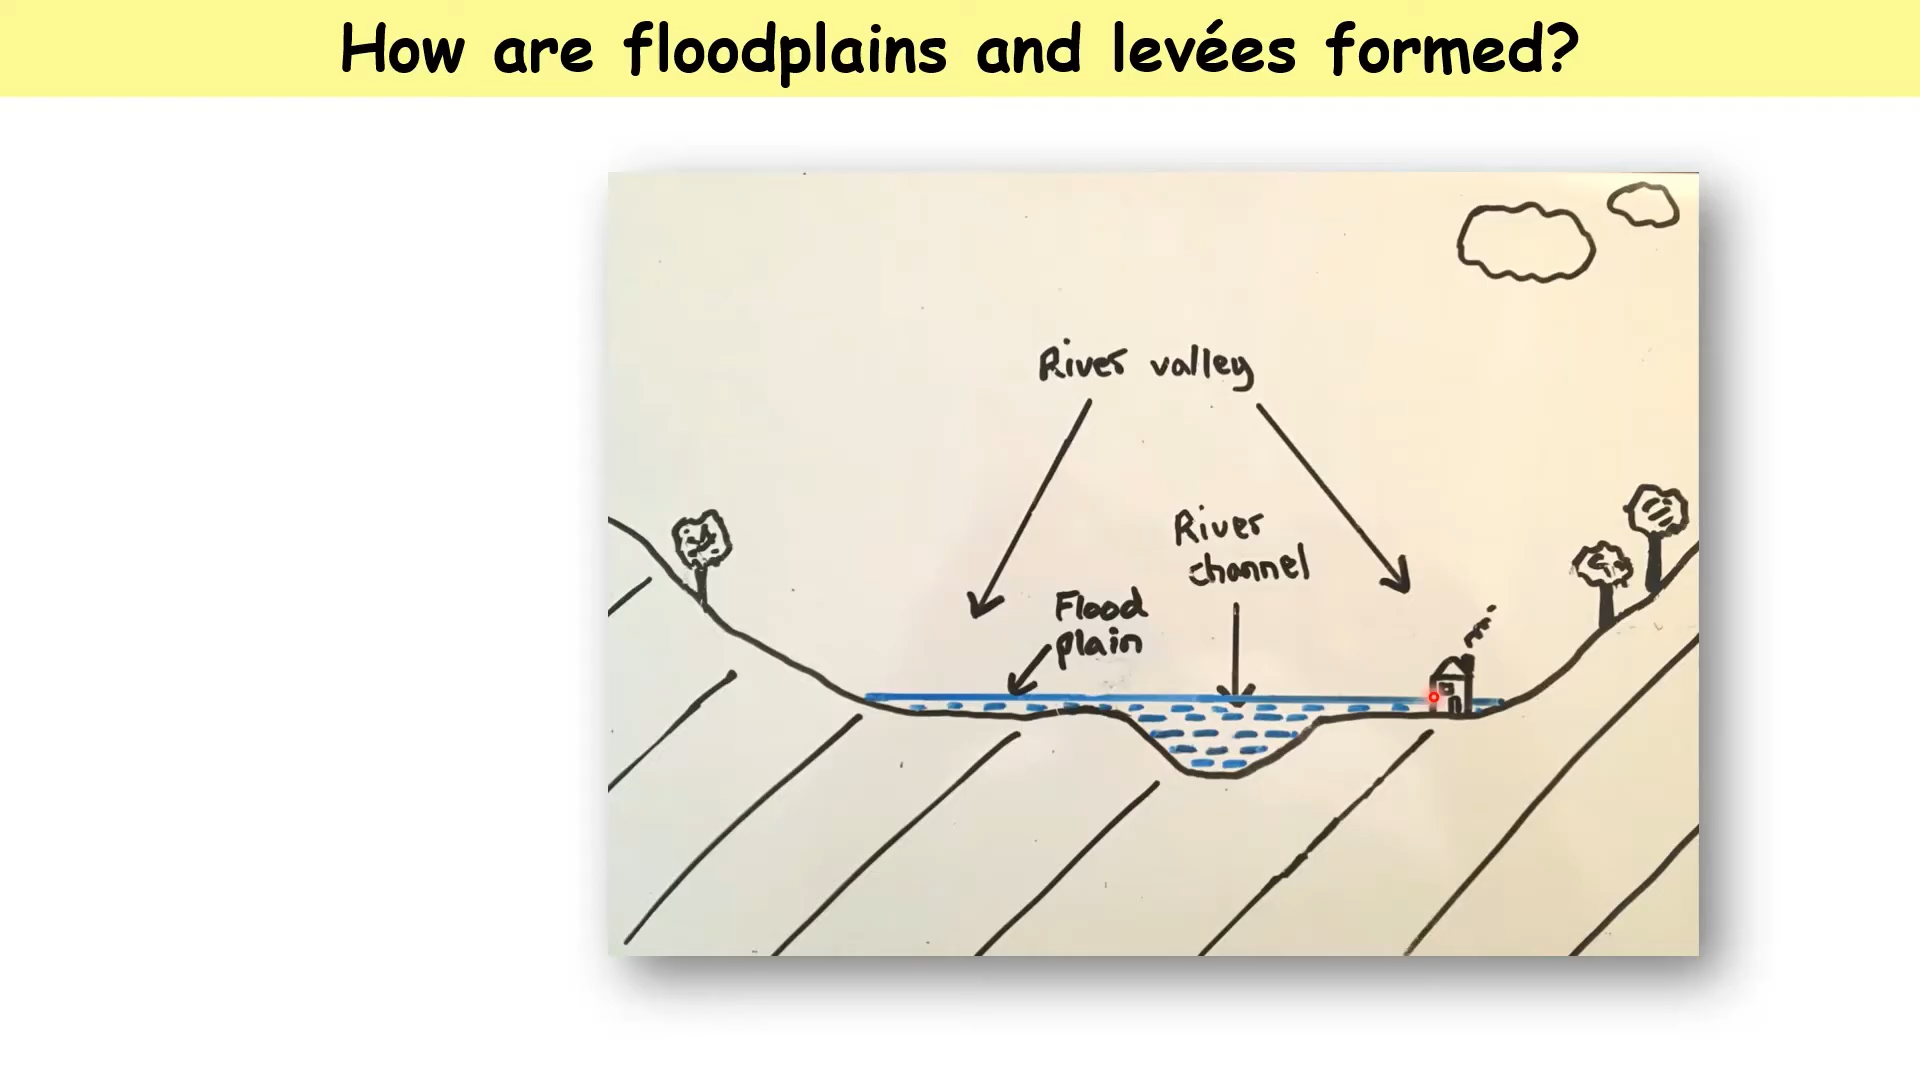 How are floodplains and levées formed?
River valley
River
channel
Flood
plain